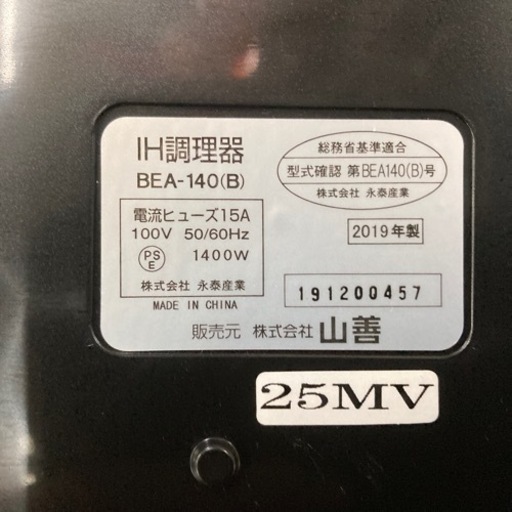 IH調理器
BEA-140(B)
電流ヒューズ15A
100V 50/60Hz
PS
E
1400W
株式会社 永泰産業
MADE IN CHINA
総務省基準適合
型式確認 第BEA140(B)号
株式会社 永泰産業
2019年製
191200457
販売元 株式会社 山善
25MV